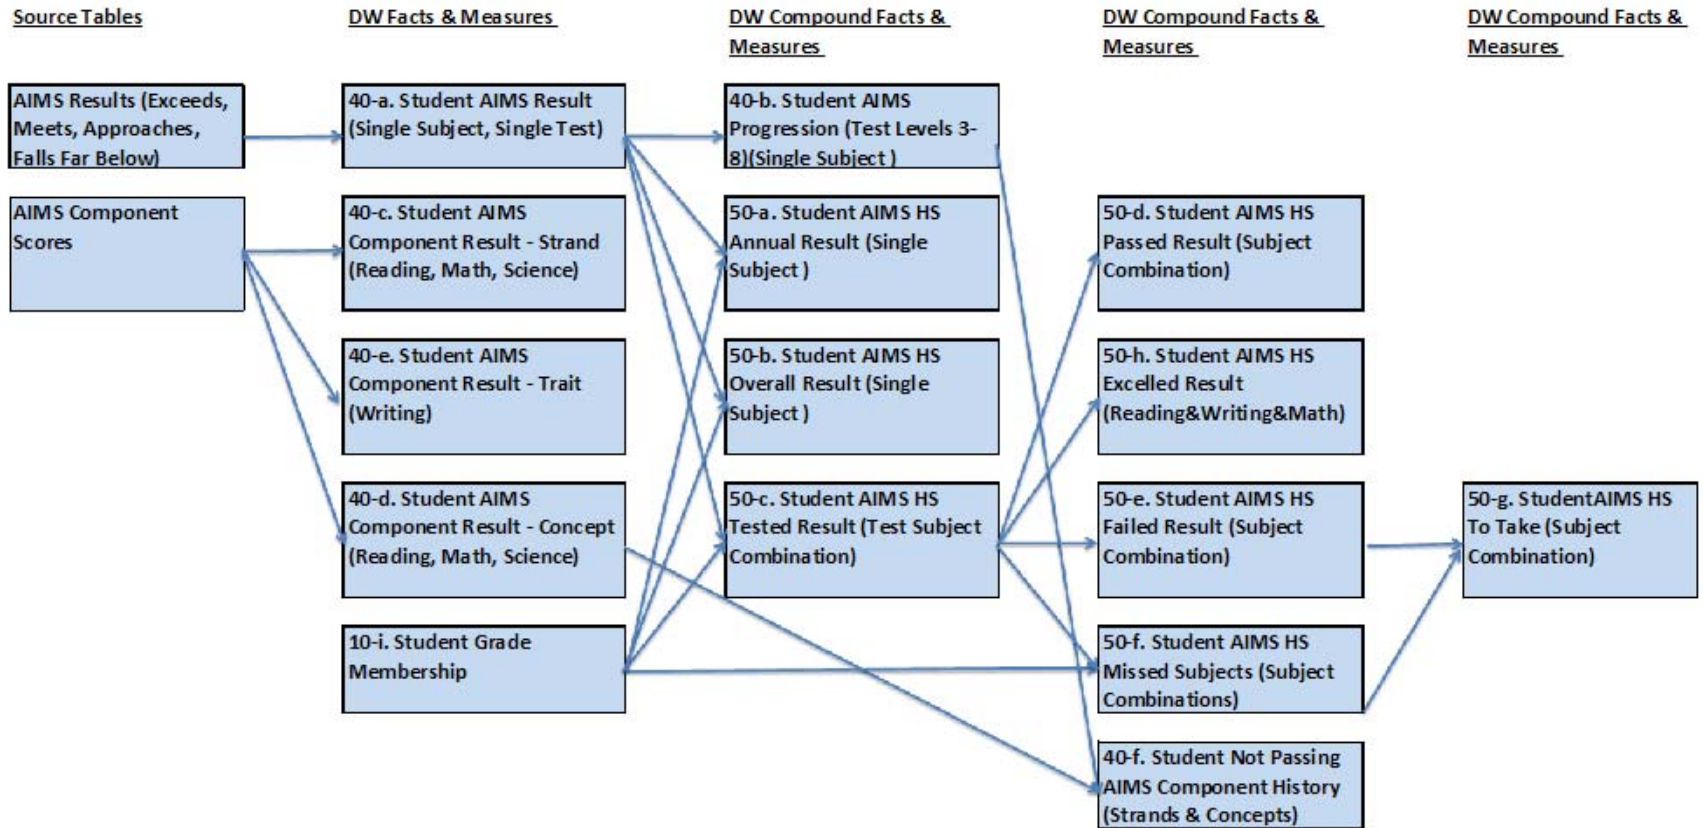 Source Tables
DW Facts & Measures
DW Compound Facts &
Measures
DW Compound Facts &
Measures
DW Compound Facts &
Measures
AIMS Results (Exceeds,
Meets, Approaches,
Falls Far Below)
AIMS Component
Scores
40-a. Student AIMS Result
(Single Subject, Single Test)
40-c. Student AIMS
Component Result - Strand
(Reading, Math, Science)
40-e. Student AIMS
Component Result - Trait
(Writing)
40-d. Student AIMS
Component Result - Concept
(Reading, Math, Science)
10-i. Student Grade
Membership
40-b. Student AIMS
Progression (Test Levels 3-
8)(Single Subject )
50-a. Student AIMS HS
Annual Result (Single
Subject )
50-b. Student AIMS HS
Overall Result (Single
Subject )
50-c. Student AIMS HS
Tested Result (Test Subject
Combination)
50-d. Student AIMS HS
Passed Result (Subject
Combination)
50-h. Student AIMS HS
Excelled Result
(Reading&Writing&Math)
50-e. Student AIMS HS
Failed Result (Subject
Combination)
50-f. Student AIMS HS
Missed Subjects (Subject
Combinations)
40-f. Student Not Passing
AIMS Component History
(Strands & Concepts)
50-g. StudentAIMS HS
To Take (Subject
Combination)